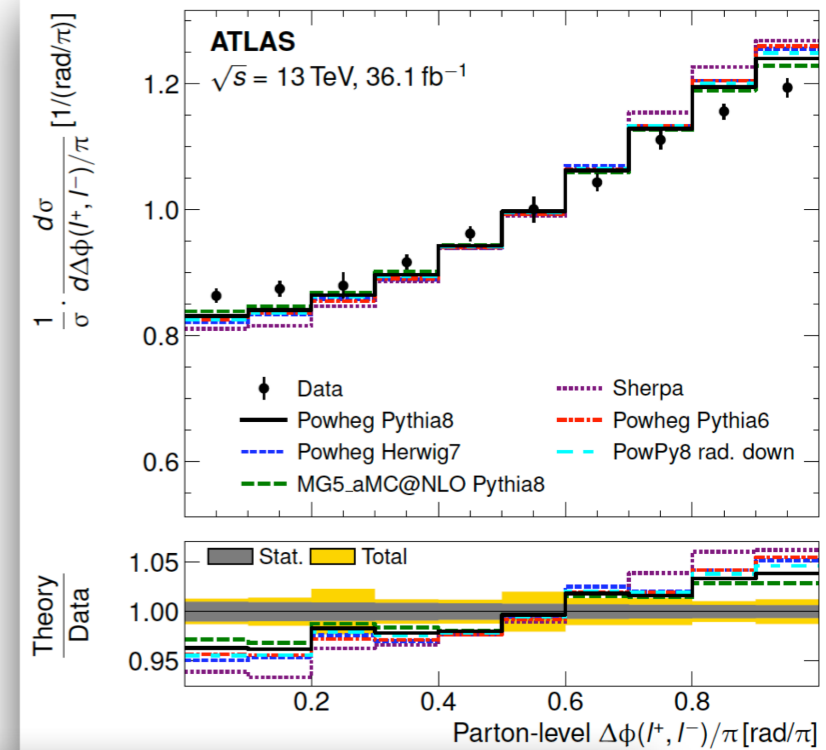 ATLAS
√s = 13 TeV, 36.1 fb⁻¹
1/σ · dσ/dΔϕ(l⁺, l⁻)/π [1/(rad/π)]
1.2
1.0
0.8
0.6
Data
Powheg Pythia8
Powheg Herwig7
MG5_aMC@NLO Pythia8
Sherpa
Powheg Pythia6
PowPy8 rad. down
Theory
Data
1.05
1.00
0.95
Stat.
Total
0.2 0.4 0.6 0.8
Parton-level Δϕ(l⁺, l⁻)/π [rad/π]